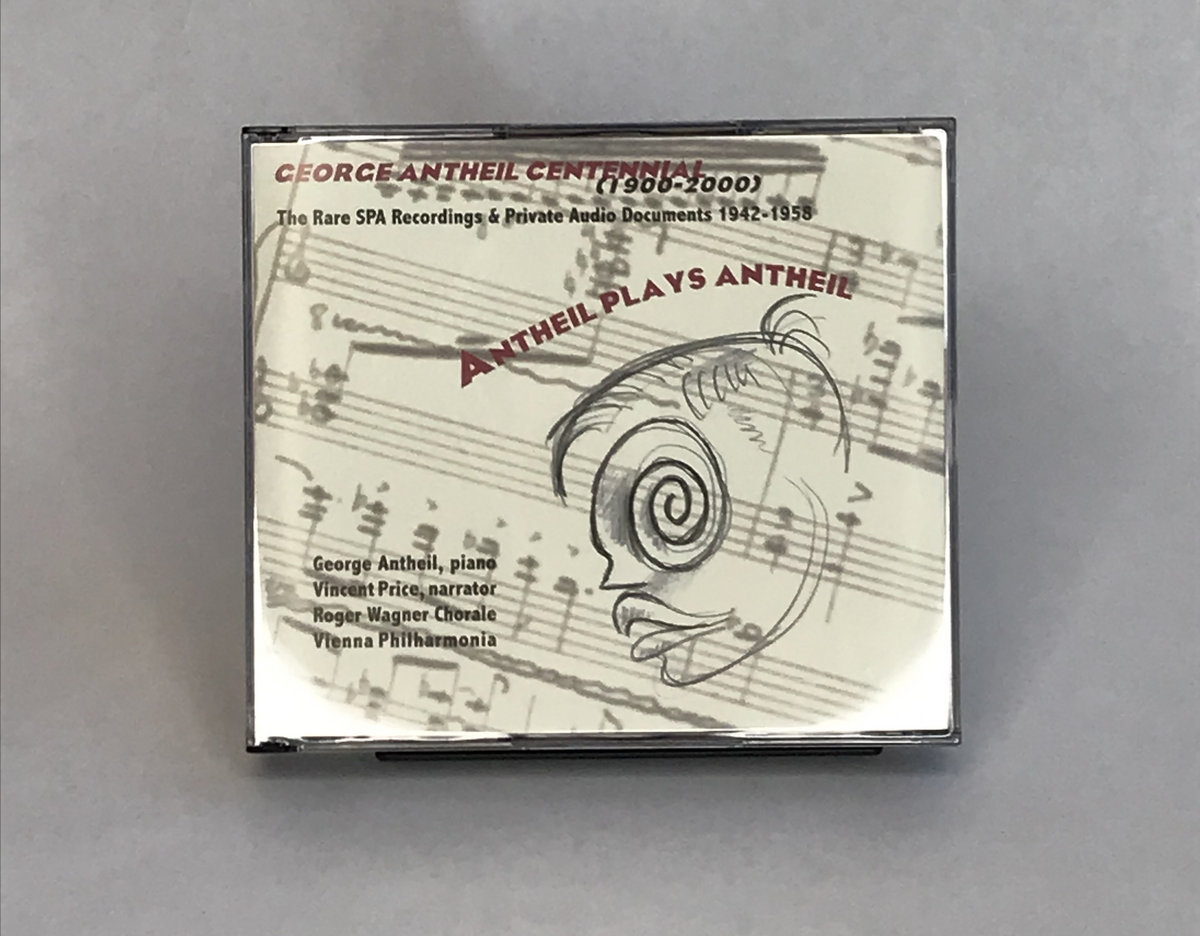 GEORGE ANTHEIL CENTENNIAL
(1900-2000)
The Rare SPA Recordings & Private Audio Documents 1942-1958
ANTHEIL PLAYS ANTHEIL
George Antheil, piano
Vincent Price, narrator
Roger Wagner Chorale
Vienna Philharmonia